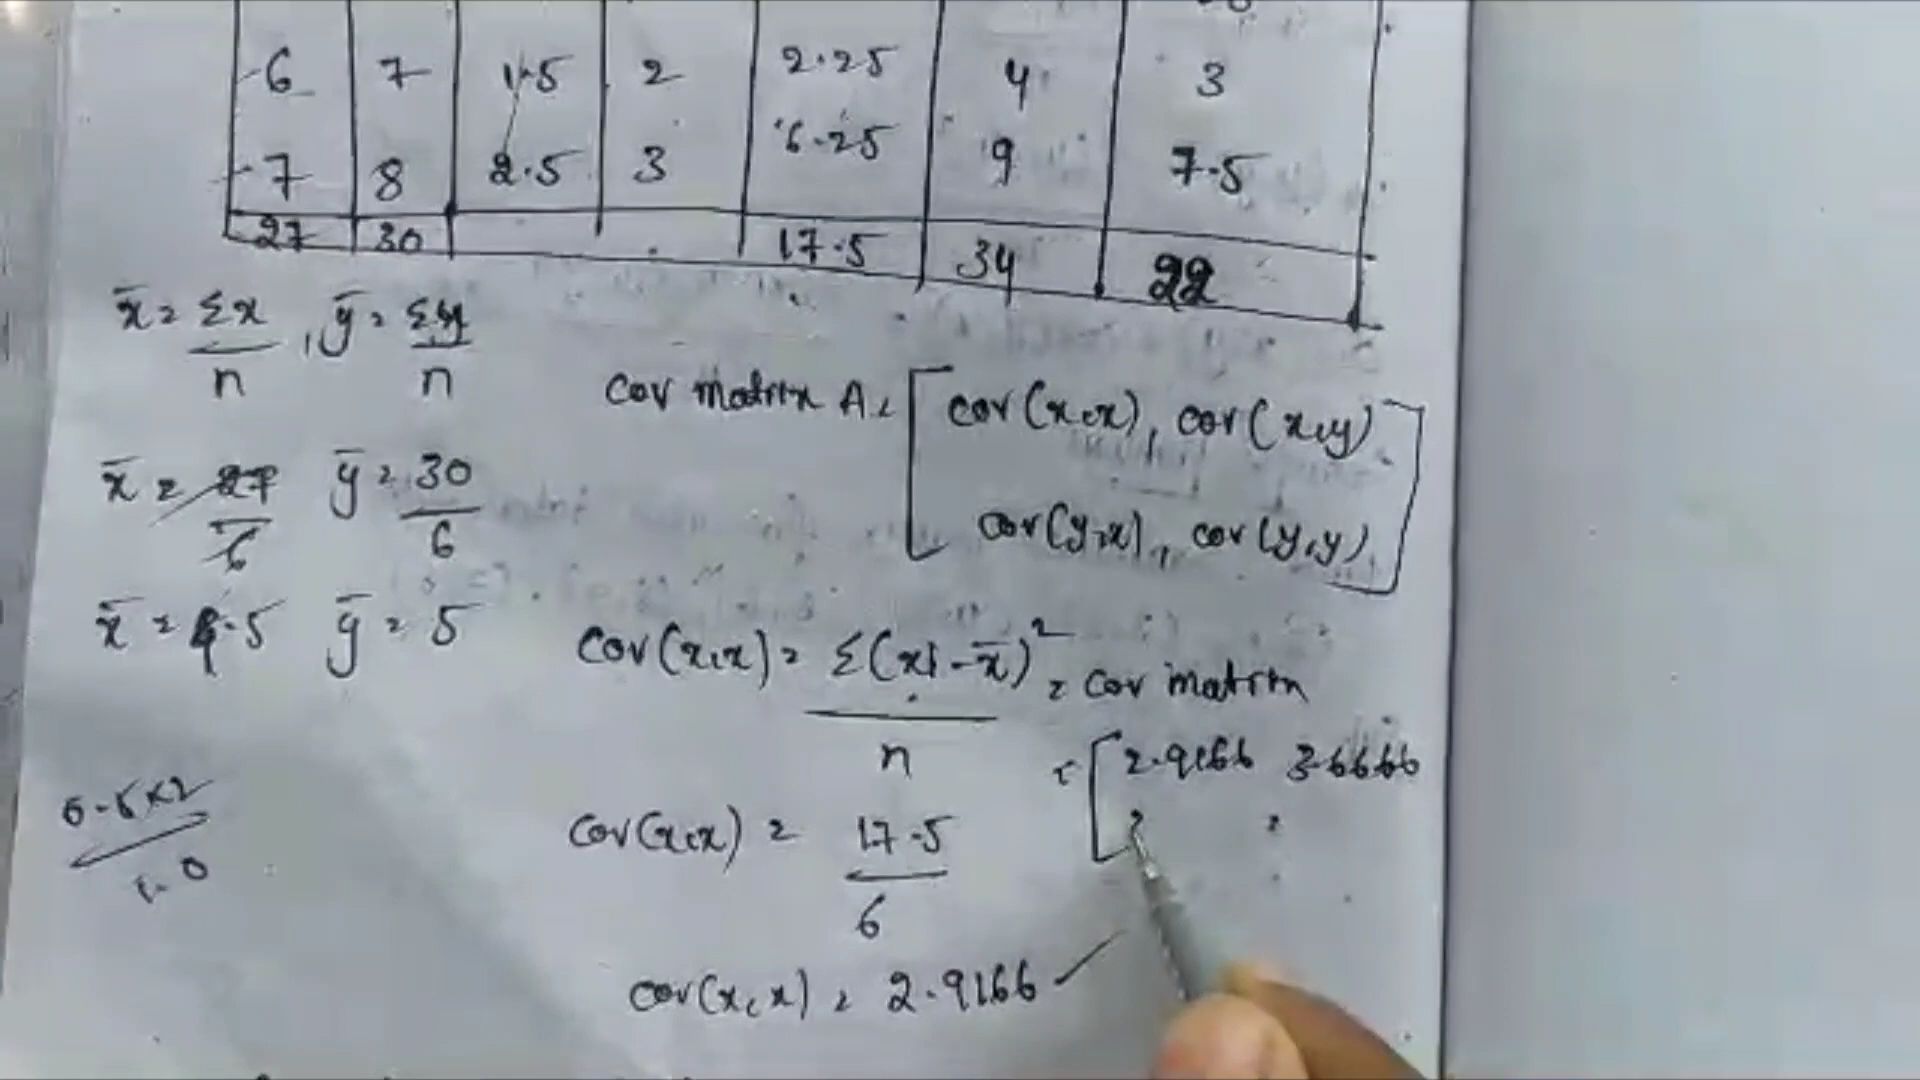 6 7 1.5 2 2.25 4 3
7 8 2.5 3 6.25 9 7.5
27 30 17.5 34 22
x̄ = Σx/n, ȳ = Σy/n
cov matrix A = [cov(x,x), cov(x,y)
cov(y,x), cov(y,y)]
x̄ = 27/6 ȳ = 30/6
x̄ = 4.5 ȳ = 5
cov(x,x) = Σ(xi - x̄)²/n
= cov matrix
= [2.9166 3.6666
cov(x,x) = 17.5/6
cov(x,x) = 2.9166